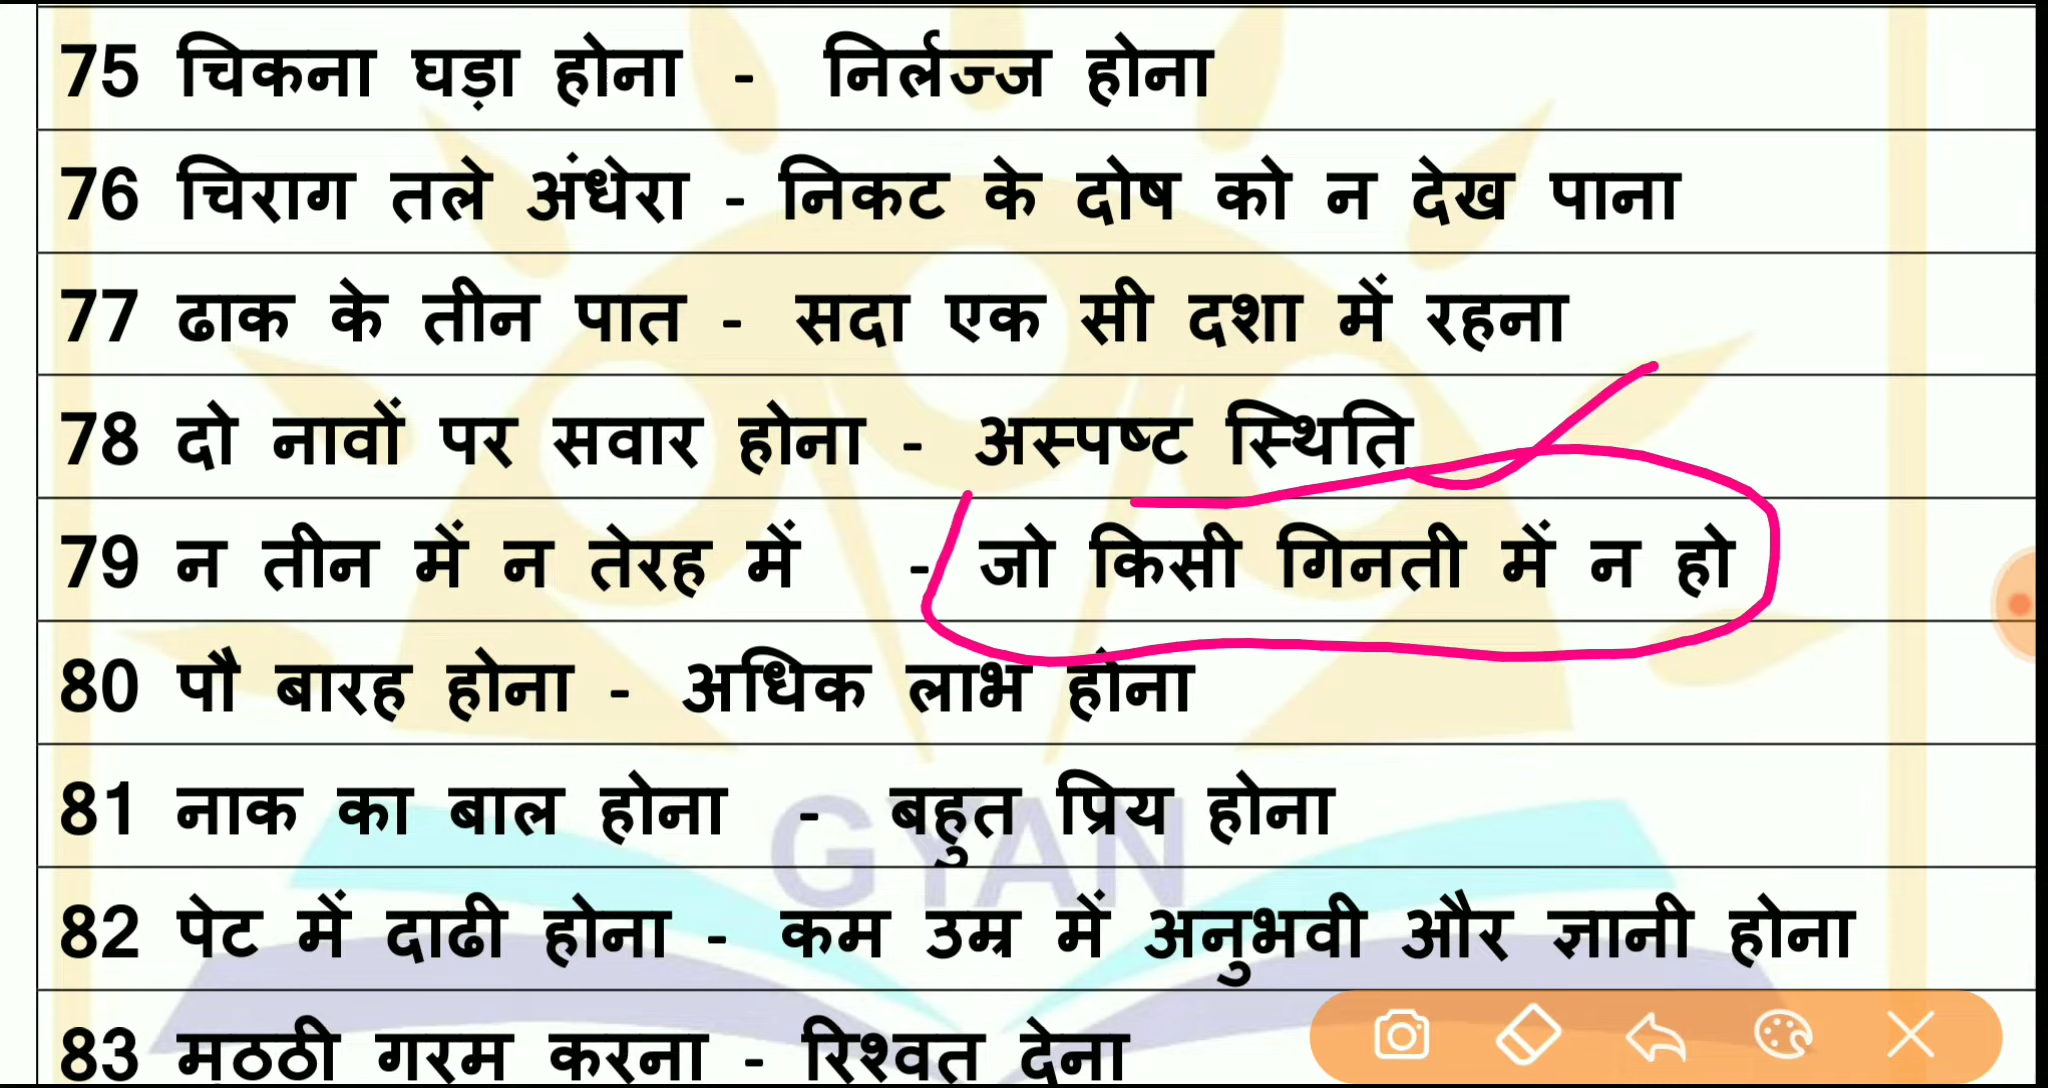 75 चिकना घड़ा होना - निर्लज्ज होना
76 चिराग तले अंधेरा - निकट के दोष को न देख पाना
77 ढाक के तीन पात - सदा एक सी दशा में रहना
78 दो नावों पर सवार होना - अस्पष्ट स्थिति
79 न तीन में न तेरह में - जो किसी गिनती में न हो
80 पौ बारह होना - अधिक लाभ होना
81 नाक का बाल होना - बहुत प्रिय होना
82 पेट में दाढी होना - कम उम्र में अनुभवी और ज्ञानी होना
83 मुठठी गरम करना - रिश्वत देना
GYAN